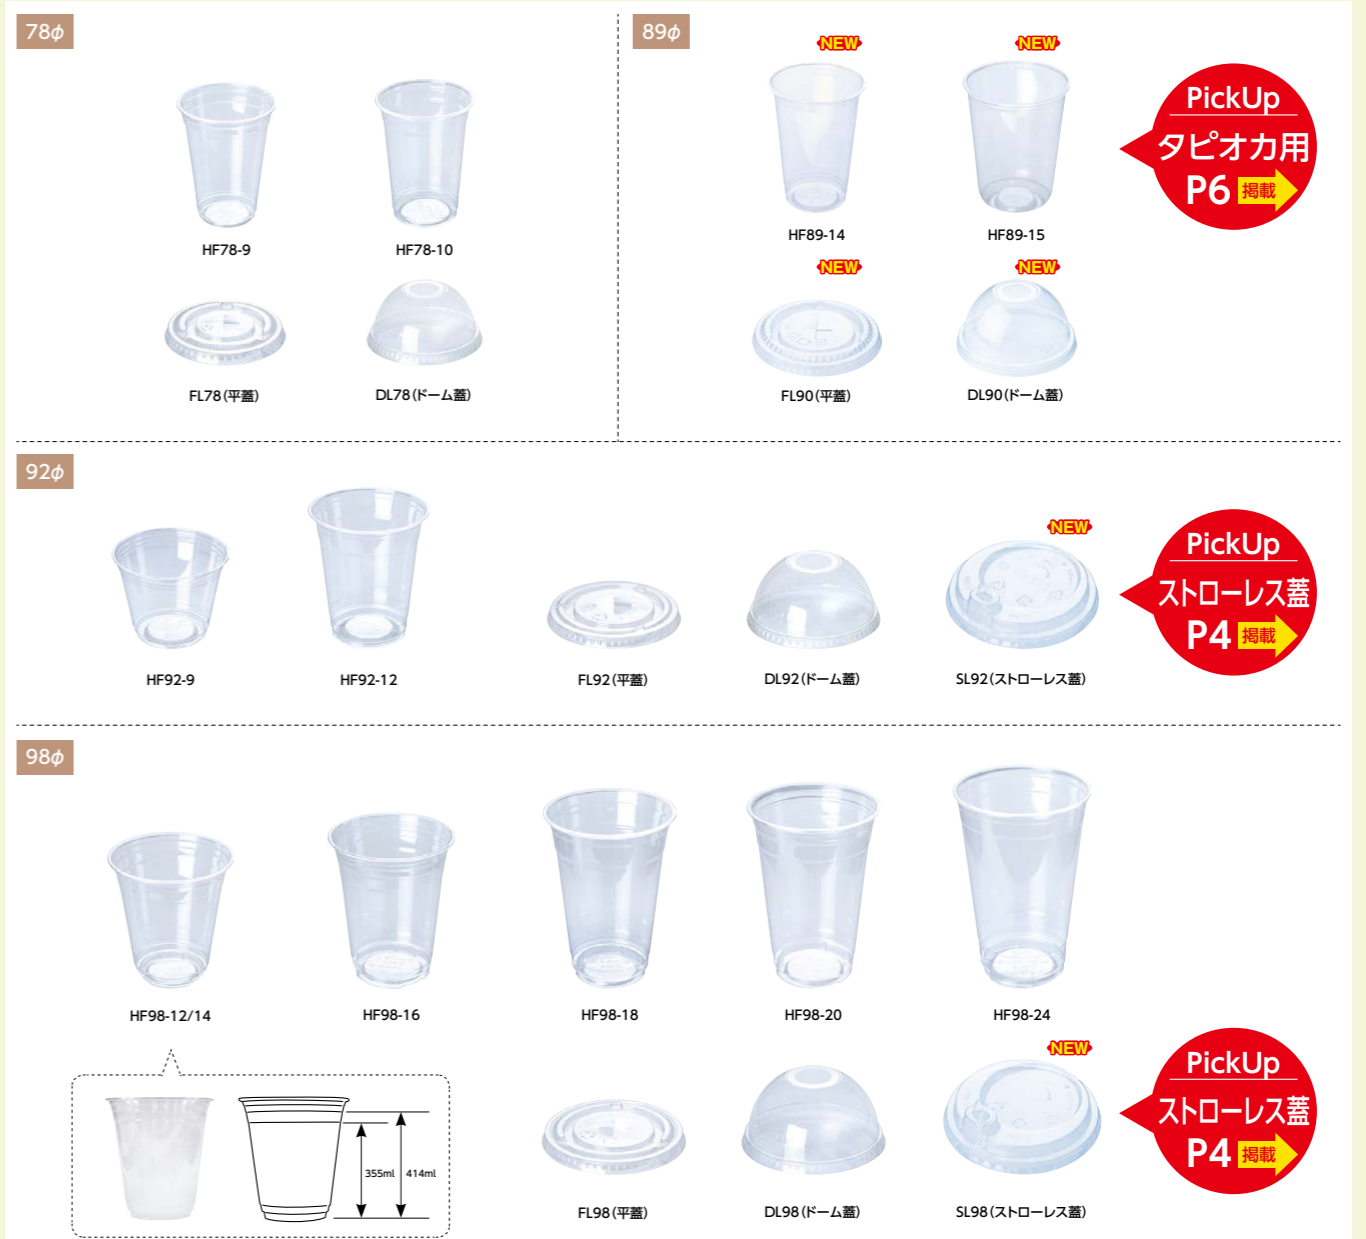 78φ
HF78-9
HF78-10
FL78(平蓋)
DL78(ドーム蓋)
89φ
NEW
NEW
HF89-14
HF89-15
NEW
NEW
FL90(平蓋)
DL90(ドーム蓋)
PickUp
タピオカ用
P6 掲載
92φ
NEW
HF92-9
HF92-12
FL92(平蓋)
DL92(ドーム蓋)
SL92(ストローレス蓋)
PickUp
ストローレス蓋
P4 掲載
98φ
HF98-12/14
HF98-16
HF98-18
HF98-20
HF98-24
355ml
414ml
NEW
FL98(平蓋)
DL98(ドーム蓋)
SL98(ストローレス蓋)
PickUp
ストローレス蓋
P4 掲載